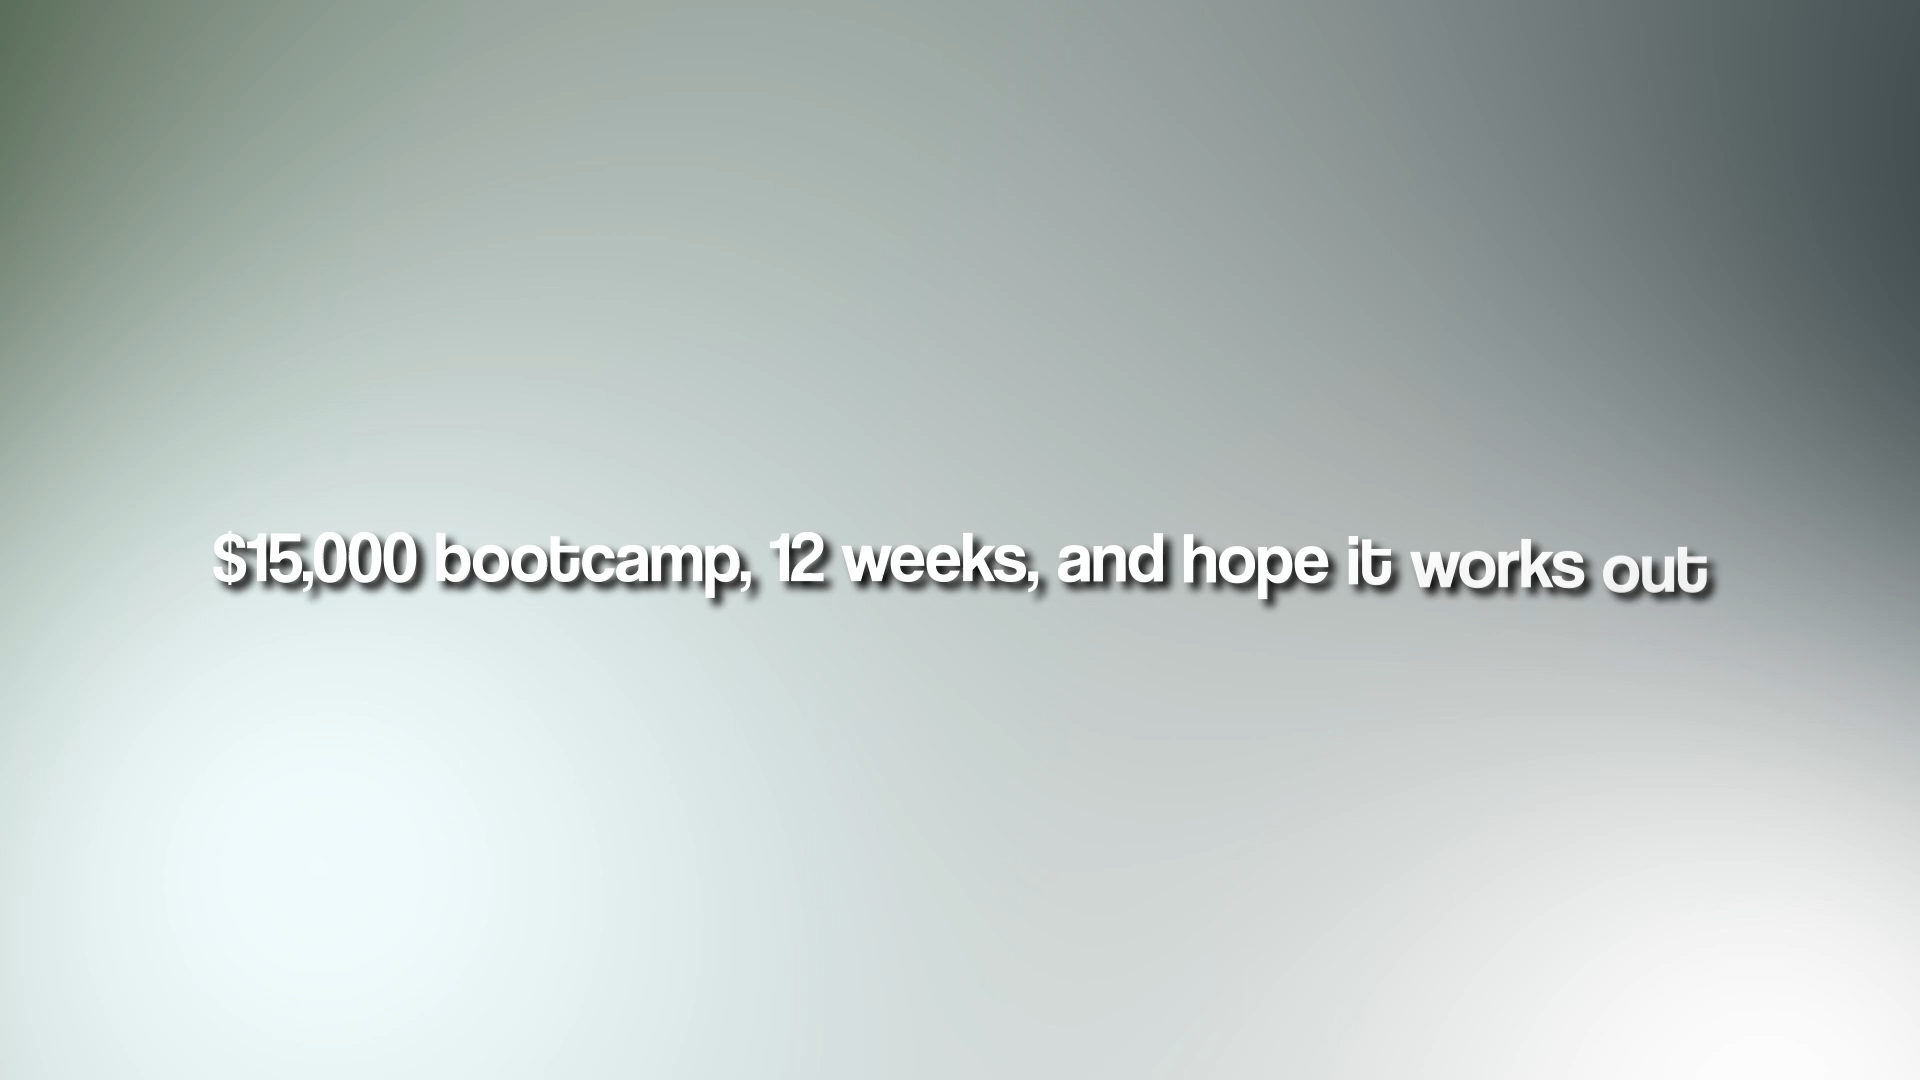 $15,000 bootcamp, 12 weeks, and hope it works out